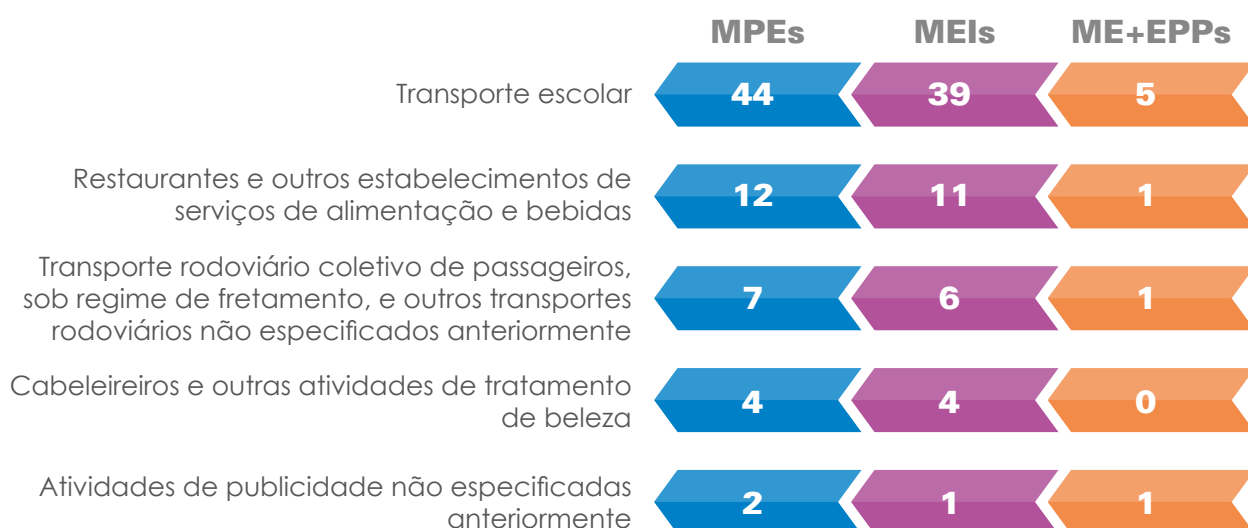 MPEs MEIs ME+EPPs
Transporte escolar 44 39 5
Restaurantes e outros estabelecimentos de
serviços de alimentação e bebidas 12 11 1
Transporte rodoviário coletivo de passageiros,
sob regime de fretamento, e outros transportes 7 6 1
rodoviários não especificados anteriormente
Cabeleireiros e outras atividades de tratamento
de beleza 4 4 0
Atividades de publicidade não especificadas
anteriormente 2 1 1